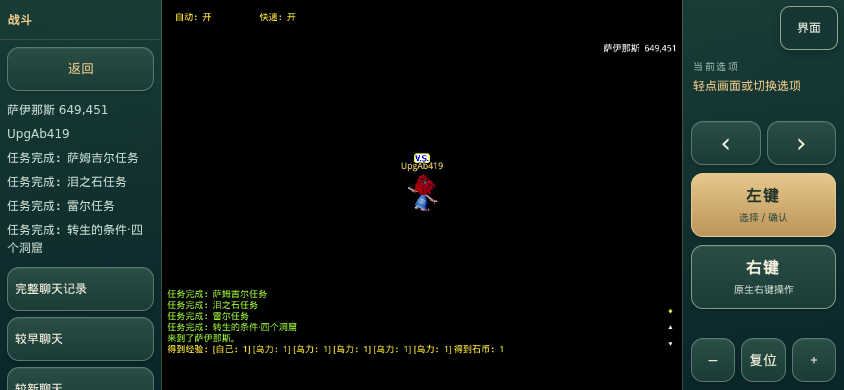 战斗
返回
萨伊那斯 649,451
UpgAb419
任务完成：萨姆吉尔任务
任务完成：泪之石任务
任务完成：雷尔任务
任务完成：转生的条件·四
个洞窟
完整聊天记录
较早聊天
较新聊天
自动：开
快速：开
萨伊那斯 649,451
V.S.
UpgAb419
任务完成：萨姆吉尔任务
任务完成：泪之石任务
任务完成：雷尔任务
任务完成：转生的条件·四个洞窟
来到了萨伊那斯。
得到经验：[自己：1] [乌力：1] [乌力：1] [乌力：1] [乌力：1] [乌力：1] 得到石币：1
界面
当前选项
轻点画面或切换选项
左键
选择 / 确认
右键
原生右键操作
—
复位
+